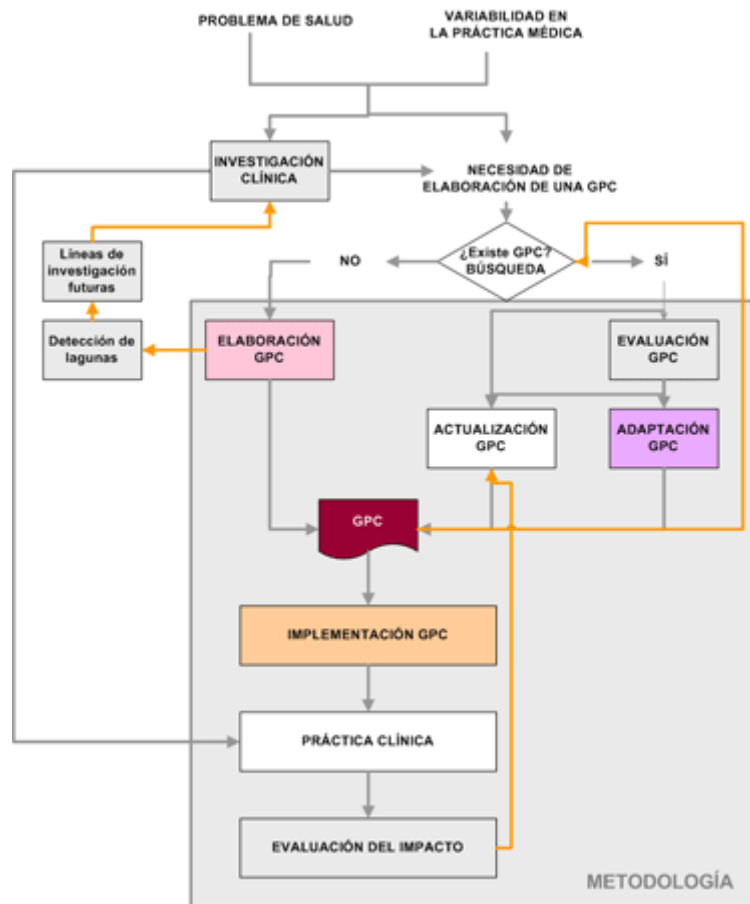 PROBLEMA DE SALUD
VARIABILIDAD EN
LA PRÁCTICA MÉDICA
INVESTIGACIÓN
CLÍNICA
NECESIDAD DE
ELABORACIÓN DE UNA GPC
Lineas de
investigación
futuras
NO
¿Existe GPC?
BÚSQUEDA
SÍ
Detección de
lagunas
ELABORACIÓN
GPC
EVALUACIÓN
GPC
ACTUALIZACIÓN
GPC
ADAPTACIÓN
GPC
GPC
IMPLEMENTACIÓN GPC
PRÁCTICA CLÍNICA
EVALUACIÓN DEL IMPACTO
METODOLOGÍA